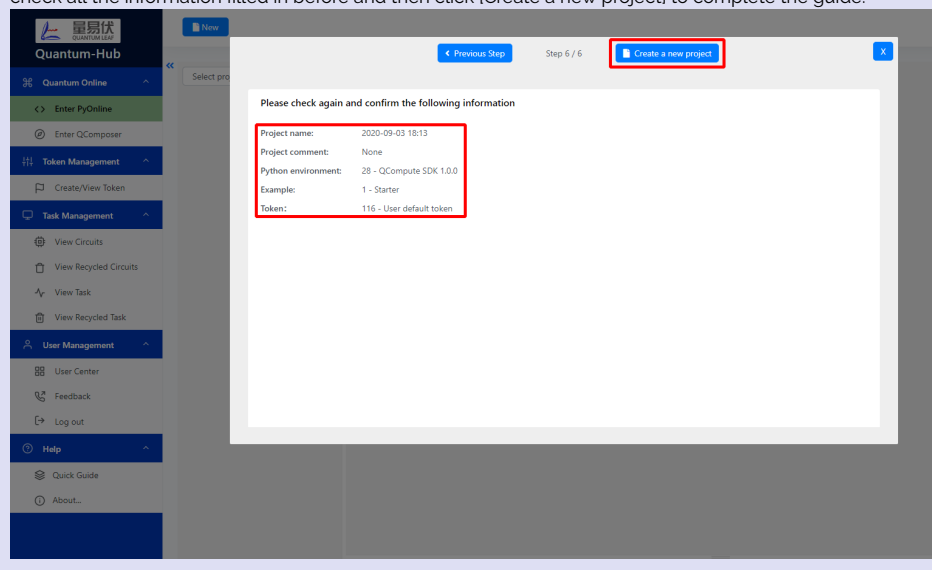 check all the information filled in before and then click [Create a new project] to complete the guide.
量易伏
QUANTUM LEAF
Quantum-Hub
Quantum Online
Enter PyOnline
Enter QComposer
Token Management
Create/View Token
Task Management
View Circuits
View Recycled Circuits
View Task
View Recycled Task
User Management
User Center
Feedback
Log out
Help
Quick Guide
About...
New
Select pro
Previous Step
Step 6 / 6
Create a new project
X
Please check again and confirm the following information
Project name: 2020-09-03 18:13
Project comment: None
Python environment: 28 - QCompute SDK 1.0.0
Example: 1 - Starter
Token: 116 - User default token